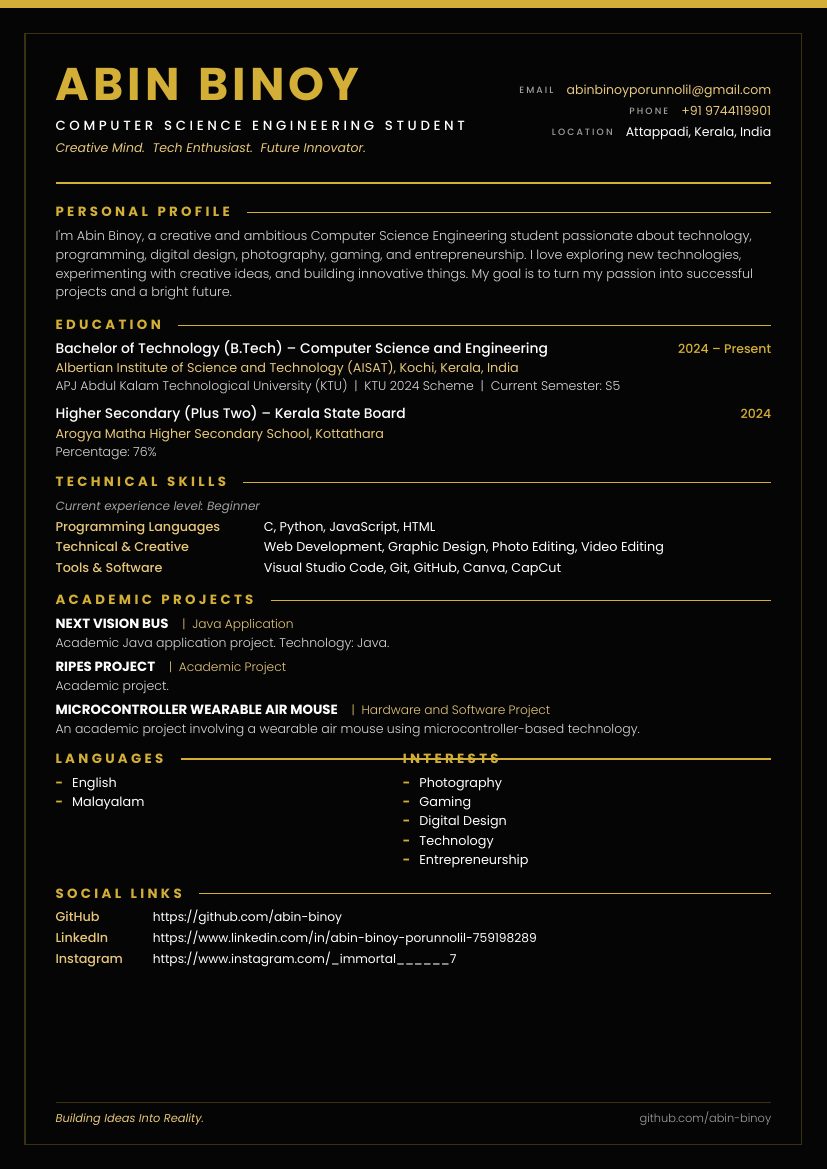 ABIN BINOY
COMPUTER SCIENCE ENGINEERING STUDENT
Creative Mind. Tech Enthusiast. Future Innovator.
EMAIL abinbinoyporunnolil@gmail.com
PHONE +91 9744119901
LOCATION Attappadi, Kerala, India
PERSONAL PROFILE
I'm Abin Binoy, a creative and ambitious Computer Science Engineering student passionate about technology,
programming, digital design, photography, gaming, and entrepreneurship. I love exploring new technologies,
experimenting with creative ideas, and building innovative things. My goal is to turn my passion into successful
projects and a bright future.
EDUCATION
Bachelor of Technology (B.Tech) – Computer Science and Engineering 2024 – Present
Albertian Institute of Science and Technology (AISAT), Kochi, Kerala, India
APJ Abdul Kalam Technological University (KTU) | KTU 2024 Scheme | Current Semester: S5
Higher Secondary (Plus Two) – Kerala State Board 2024
Arogya Matha Higher Secondary School, Kottathara
Percentage: 76%
TECHNICAL SKILLS
Current experience level: Beginner
Programming Languages C, Python, JavaScript, HTML
Technical & Creative Web Development, Graphic Design, Photo Editing, Video Editing
Tools & Software Visual Studio Code, Git, GitHub, Canva, CapCut
ACADEMIC PROJECTS
NEXT VISION BUS | Java Application
Academic Java application project. Technology: Java.
RIPES PROJECT | Academic Project
Academic project.
MICROCONTROLLER WEARABLE AIR MOUSE | Hardware and Software Project
An academic project involving a wearable air mouse using microcontroller-based technology.
LANGUAGES
– English
– Malayalam
INTERESTS
– Photography
– Gaming
– Digital Design
– Technology
– Entrepreneurship
SOCIAL LINKS
GitHub https://github.com/abin-binoy
LinkedIn https://www.linkedin.com/in/abin-binoy-porunnolil-759198289
Instagram https://www.instagram.com/_immortal______7
Building Ideas Into Reality.
github.com/abin-binoy